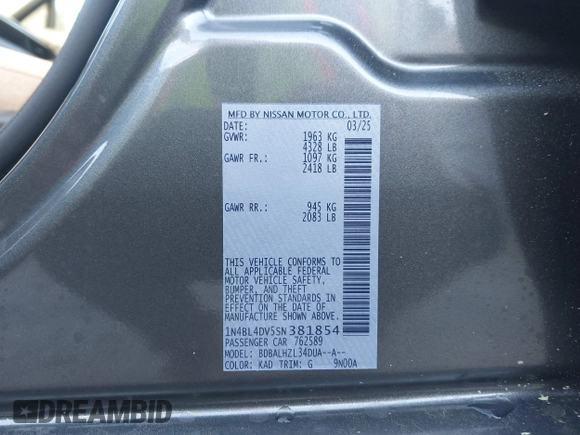 MFD BY NISSAN MOTOR CO., LTD.
DATE: 03/25
GVWR: 1963 KG
4328 LB
GAWR FR.: 1097 KG
2418 LB
GAWR RR.: 945 KG
2083 LB
THIS VEHICLE CONFORMS TO
ALL APPLICABLE FEDERAL
MOTOR VEHICLE SAFETY,
BUMPER, AND THEFT
PREVENTION STANDARDS IN
EFFECT ON THE DATE OF
MANUFACTURE SHOWN ABOVE.
1N4BL4DV5SN381854
PASSENGER CAR 762589
MODEL: BDBALHZL34DUA--A--
COLOR: KAD TRIM: G 9N00A
DREAMBID